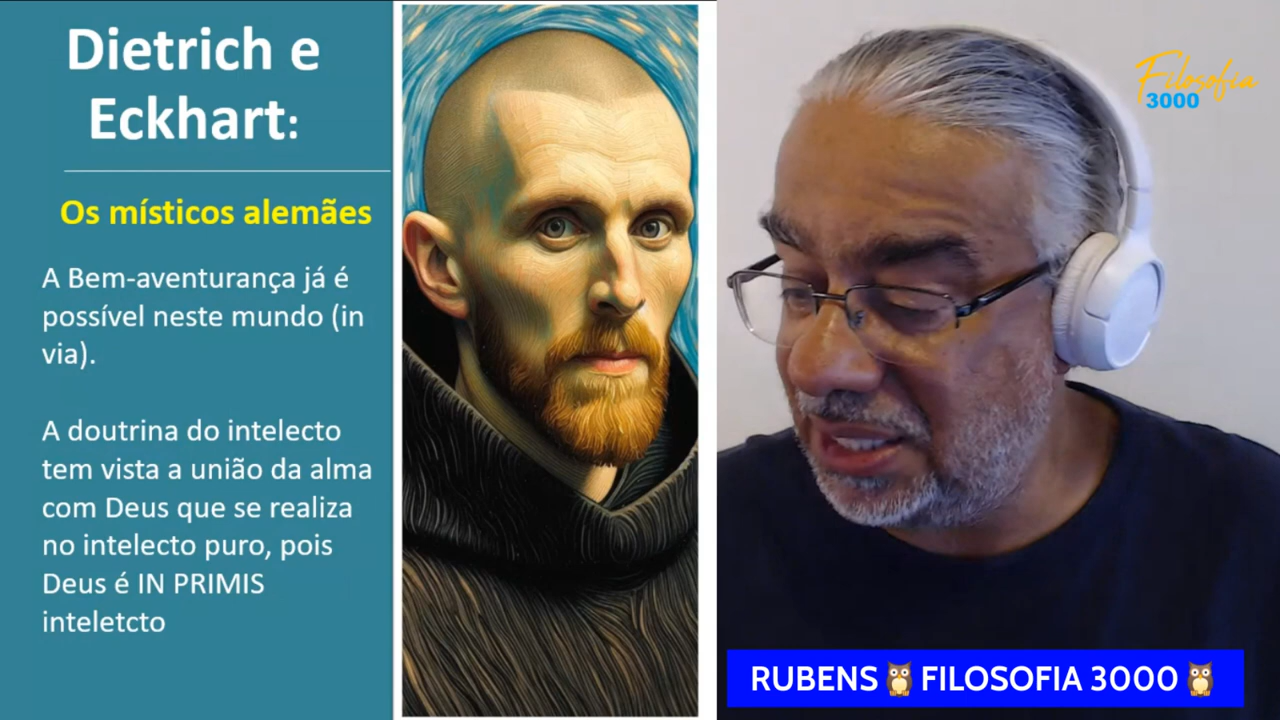 Dietrich e
Eckhart:
Os místicos alemães
A Bem-aventurança já é
possível neste mundo (in
via).
A doutrina do intelecto
tem vista a união da alma
com Deus que se realiza
no intelecto puro, pois
Deus é IN PRIMIS
inteletcto
Filosofia
3000
RUBENS🦉FILOSOFIA 3000🦉